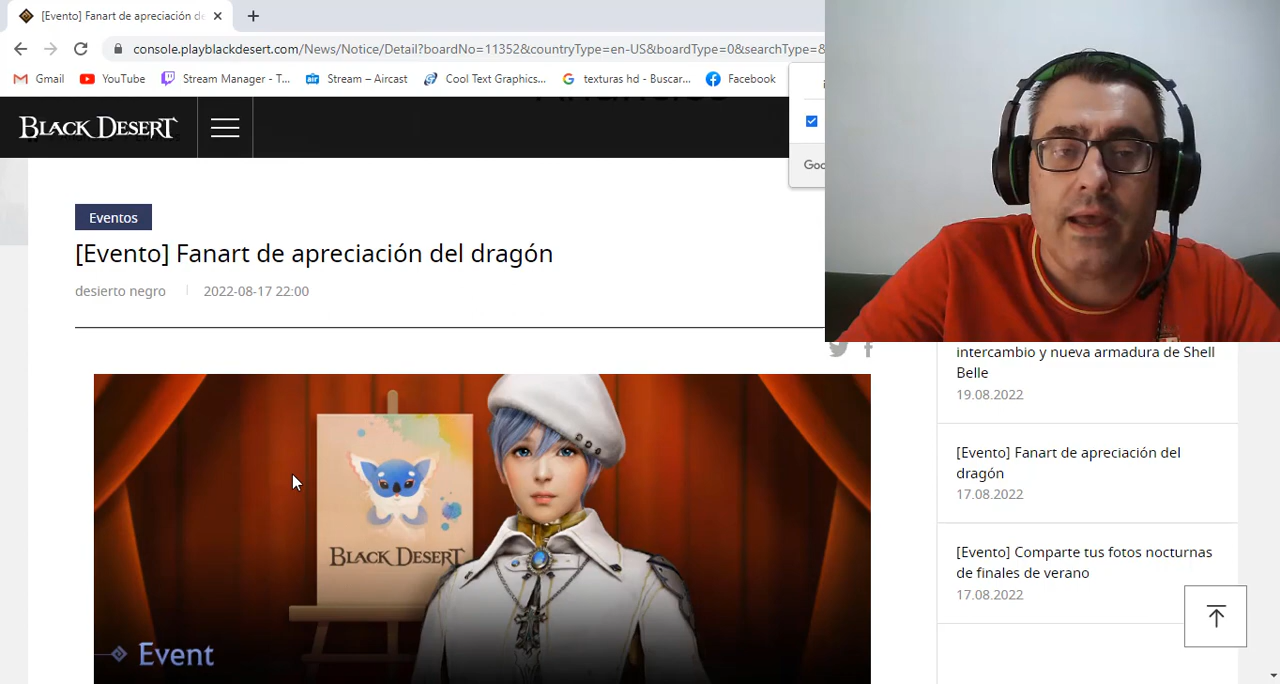 [Evento] Fanart de apreciación de
console.playblackdesert.com/News/Notice/Detail?boardNo=11352&countryType=en-US&boardType=0&searchType=&
Gmail
YouTube
Stream Manager - T...
Stream – Aircast
Cool Text Graphics...
texturas hd - Buscar...
Facebook
BLACK DESERT
Goo
Eventos
[Evento] Fanart de apreciación del dragón
desierto negro
2022-08-17 22:00
BLACK DESERT
Event
intercambio y nueva armadura de Shell
Belle
19.08.2022
[Evento] Fanart de apreciación del
dragón
17.08.2022
[Evento] Comparte tus fotos nocturnas
de finales de verano
17.08.2022